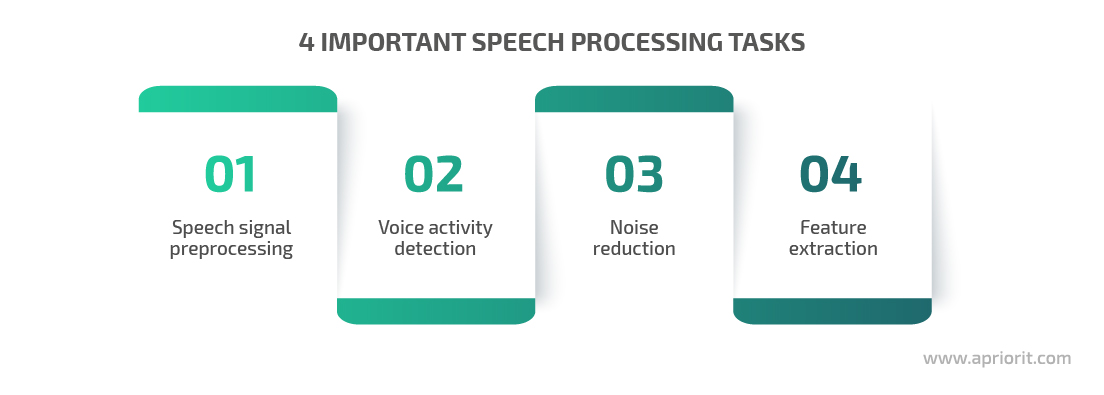 4 IMPORTANT SPEECH PROCESSING TASKS
01
Speech signal
preprocessing
02
Voice activity
detection
03
Noise
reduction
04
Feature
extraction
www.apriorit.com